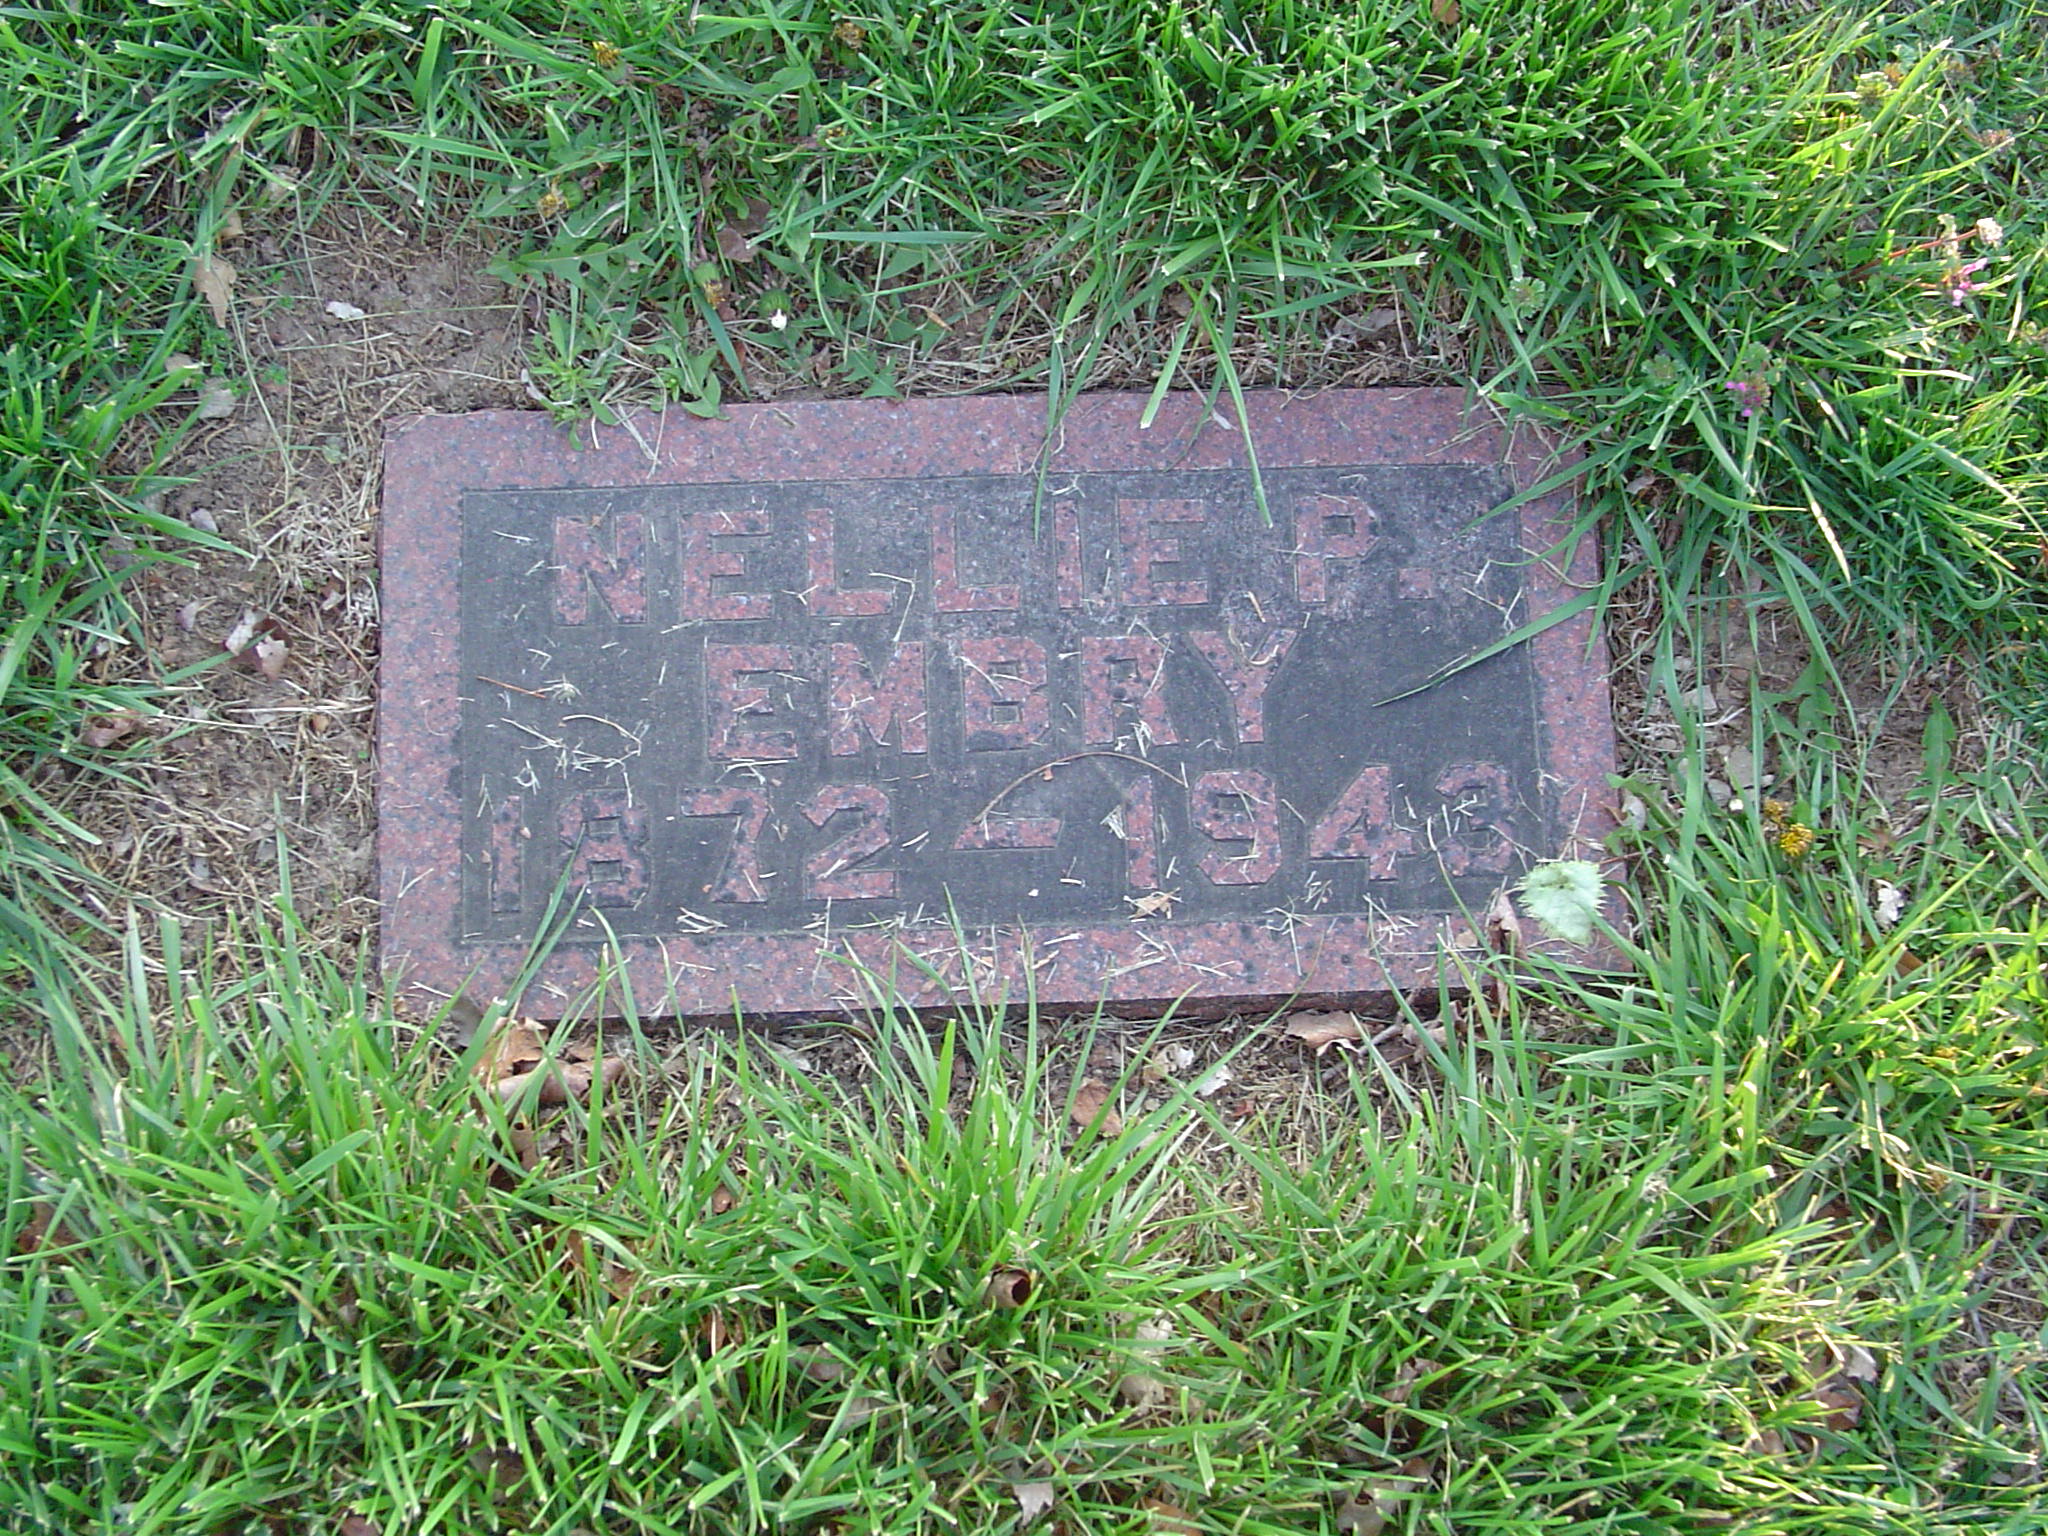 NELLIE P.
EMBRY
1872 – 1943